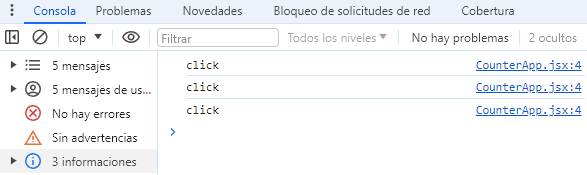 Consola Problemas Novedades Bloqueo de solicitudes de red Cobertura
top Filtrar Todos los niveles No hay problemas 2 ocultos
5 mensajes
5 mensajes de us...
No hay errores
Sin advertencias
3 informaciones
click CounterApp.jsx:4
click CounterApp.jsx:4
click CounterApp.jsx:4